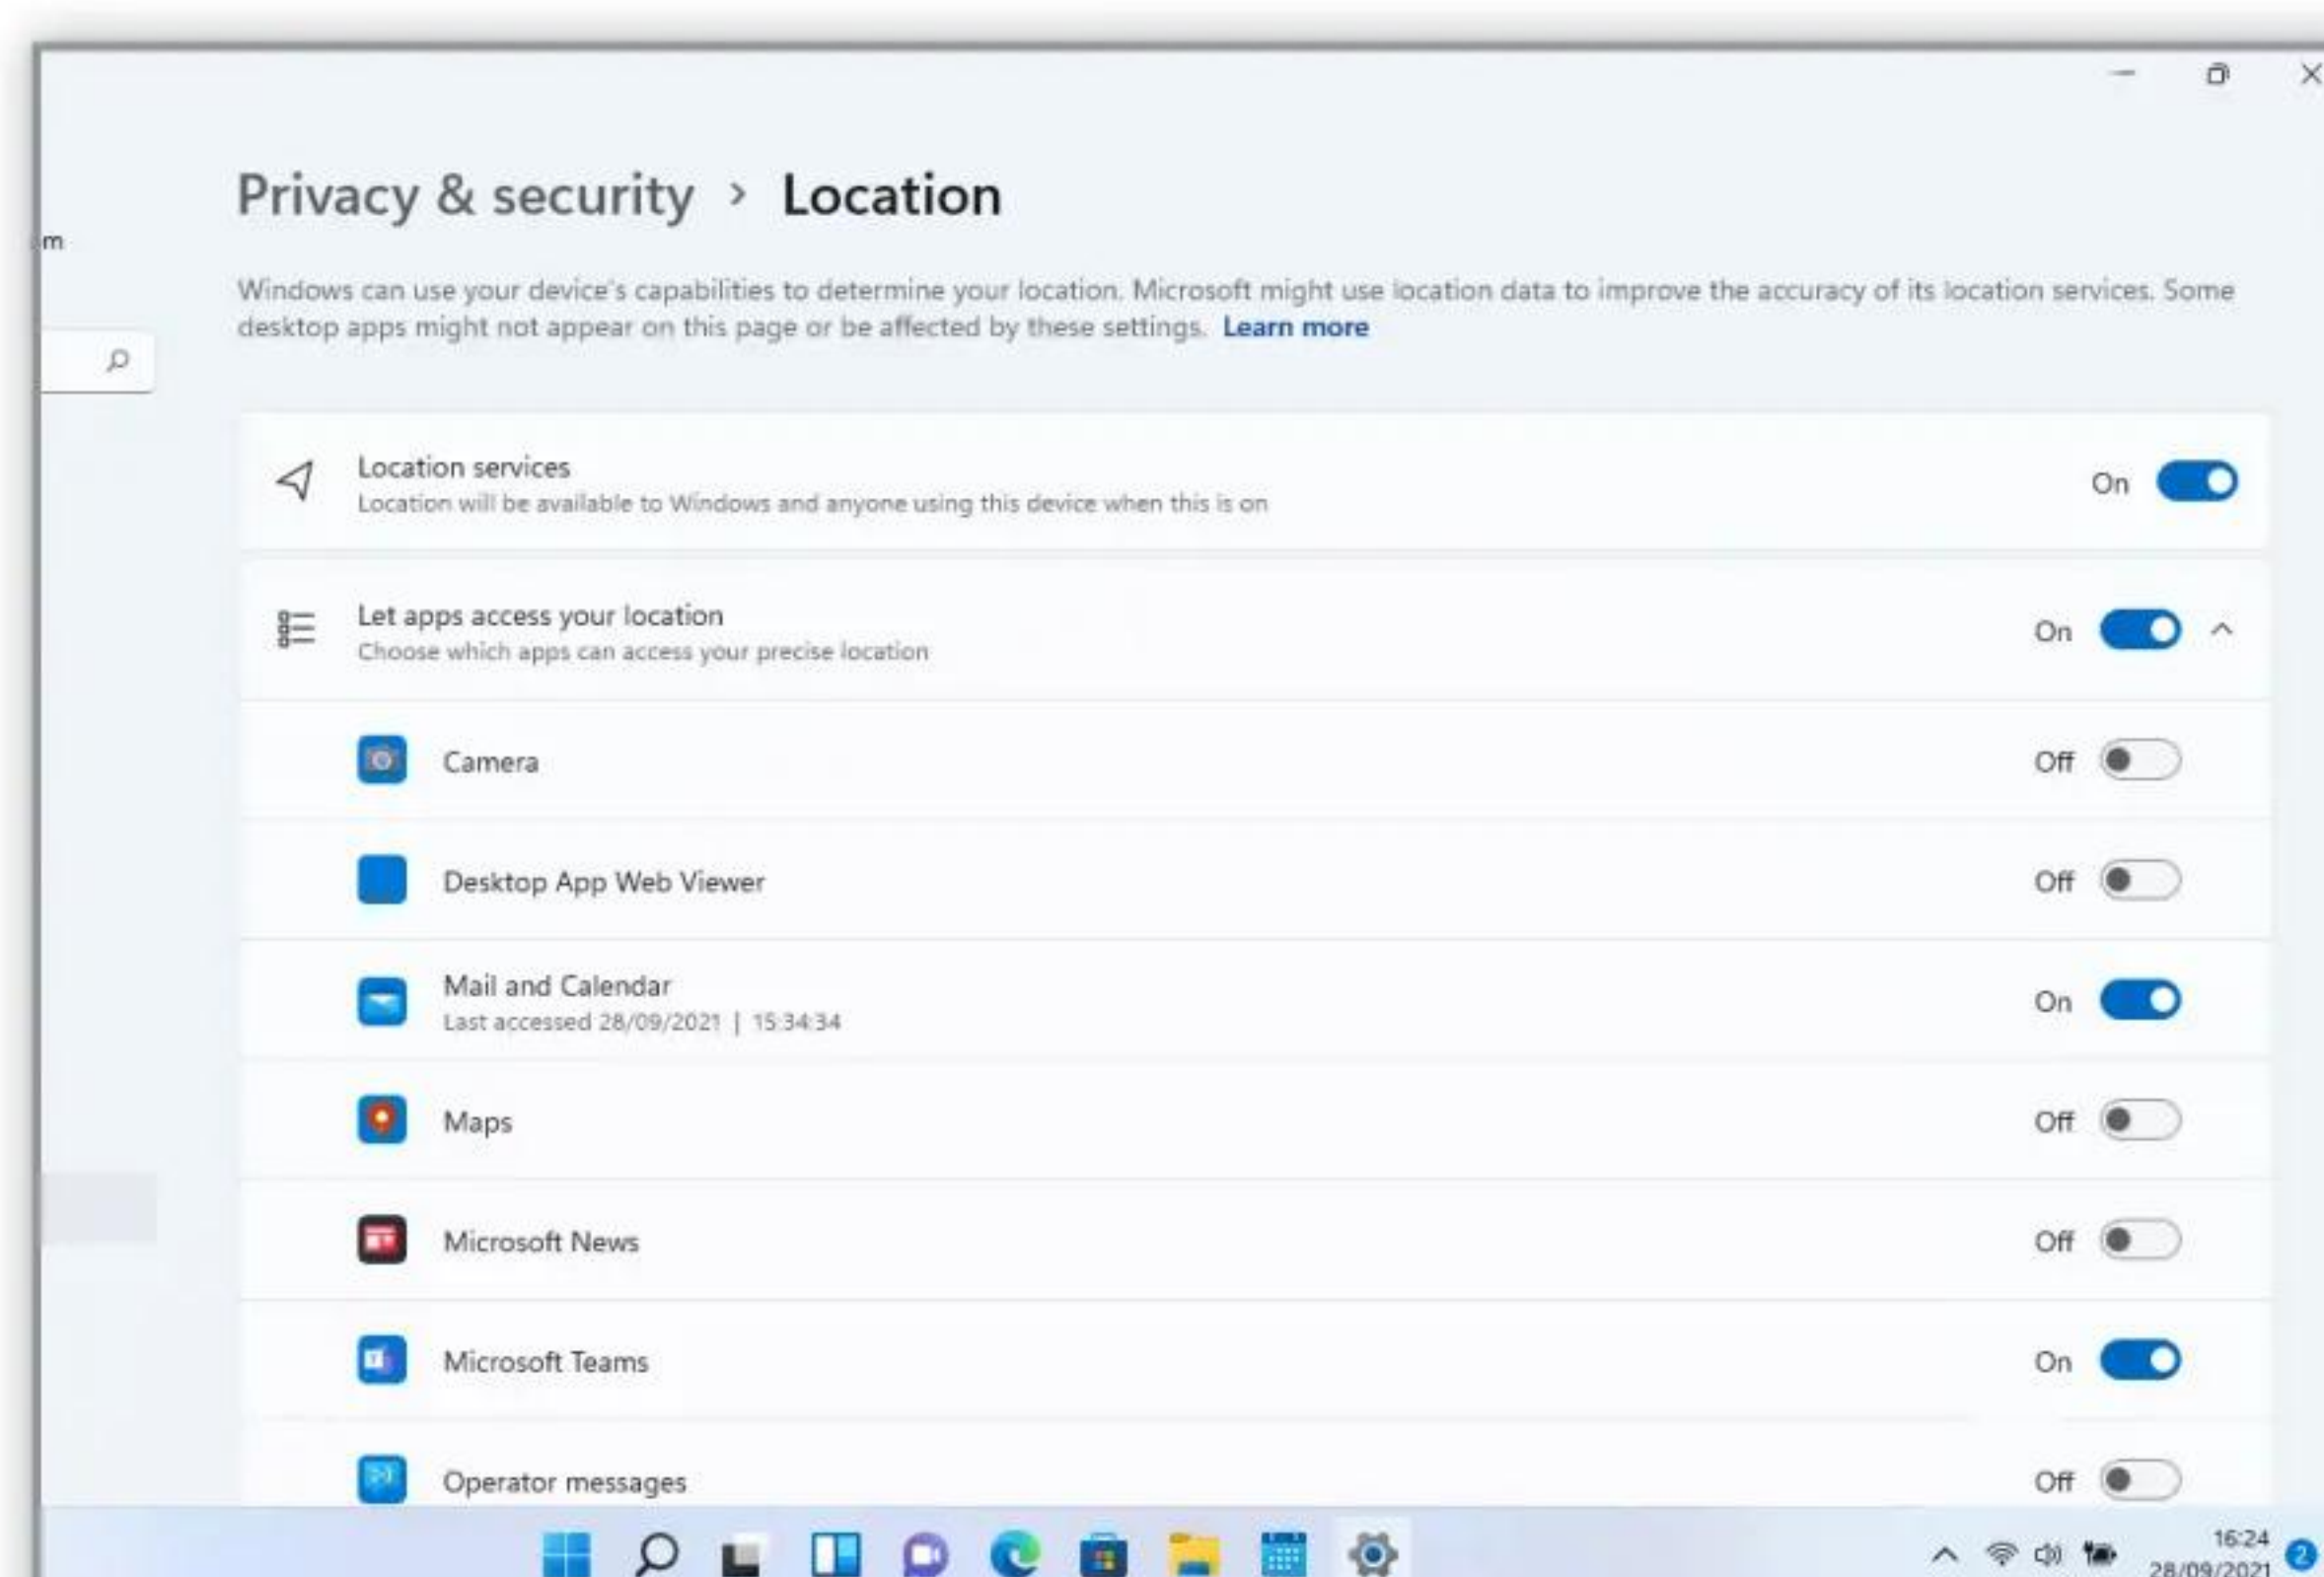 Privacy & security > Location
m
Windows can use your device's capabilities to determine your location. Microsoft might use location data to improve the accuracy of its location services. Some
desktop apps might not appear on this page or be affected by these settings. Learn more
Location services
Location will be available to Windows and anyone using this device when this is on
On
Let apps access your location
Choose which apps can access your precise location
On
Camera
Off
Desktop App Web Viewer
Off
Mail and Calendar
Last accessed 28/09/2021 | 15:34:34
On
Maps
Off
Microsoft News
Off
Microsoft Teams
On
Operator messages
Off
16:24
28/09/2021
2